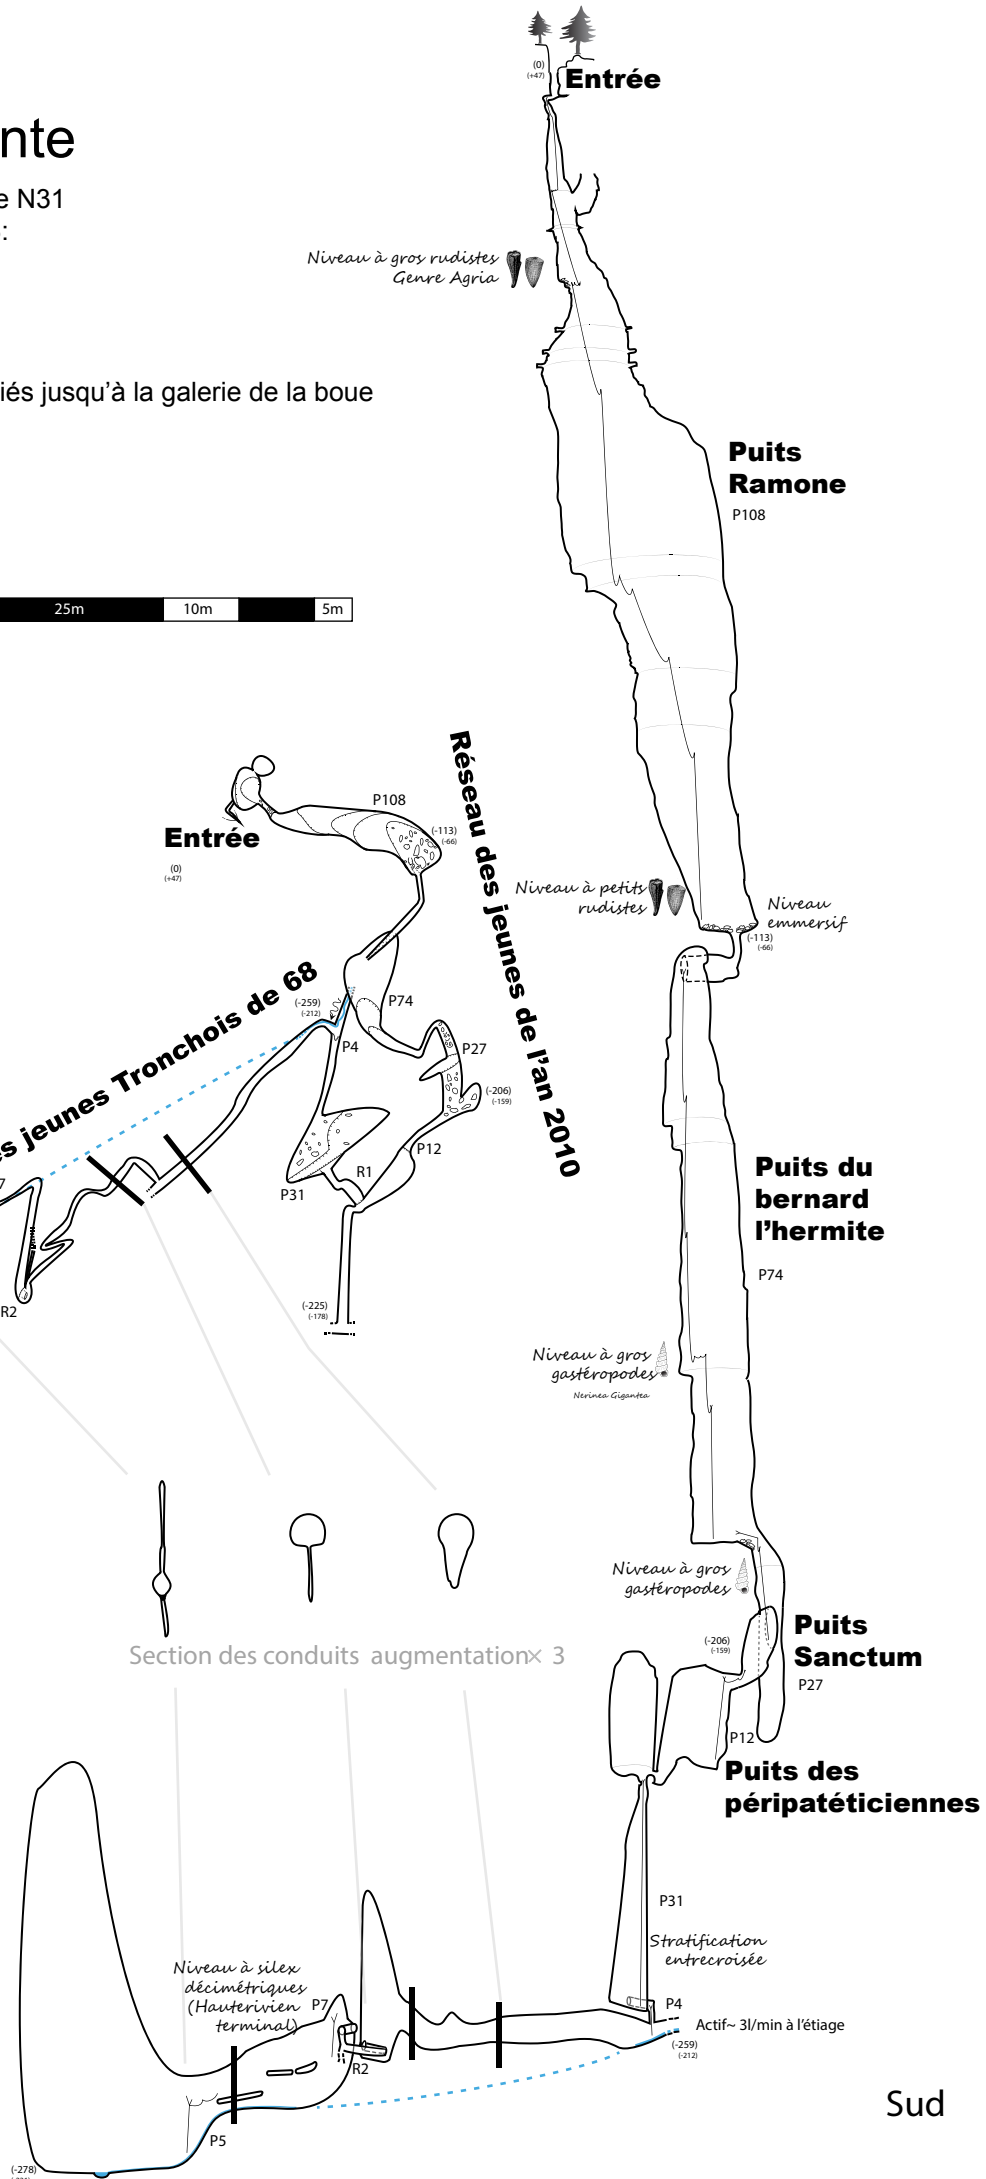 nte
e N31
:
iés jusqu'à la galerie de la boue
25m
10m
5m
(0)
(+47)
Entrée
Niveau à gros rudistes
Genre Agria
Puits
Ramone
P108
Niveau à petits
rudistes
Niveau
emmersif
(-113)
(-66)
Puits du
bernard
l'hermite
P74
Niveau à gros
gastéropodes
Nerinea Gigantea
Niveau à gros
gastéropodes
(-206)
(-159)
Puits
Sanctum
P27
P12
Puits des
péripatéticiennes
P31
Stratification
entrecroisée
P4
Actif~ 3l/min à l'étiage
(-259)
(-212)
Sud
P108
(-113)
(-66)
Entrée
(0)
(+47)
Réseau des jeunes de l'an 2010
es jeunes Tronchois de 68
(-259)
(-212)
P74
P4
P27
(-206)
(-159)
P12
R1
P31
7
R2
(-225)
(-178)
Section des conduits augmentation× 3
Niveau à silex
décimétriques
(Hauterivien
terminal)
P7
R2
P5
(-278)